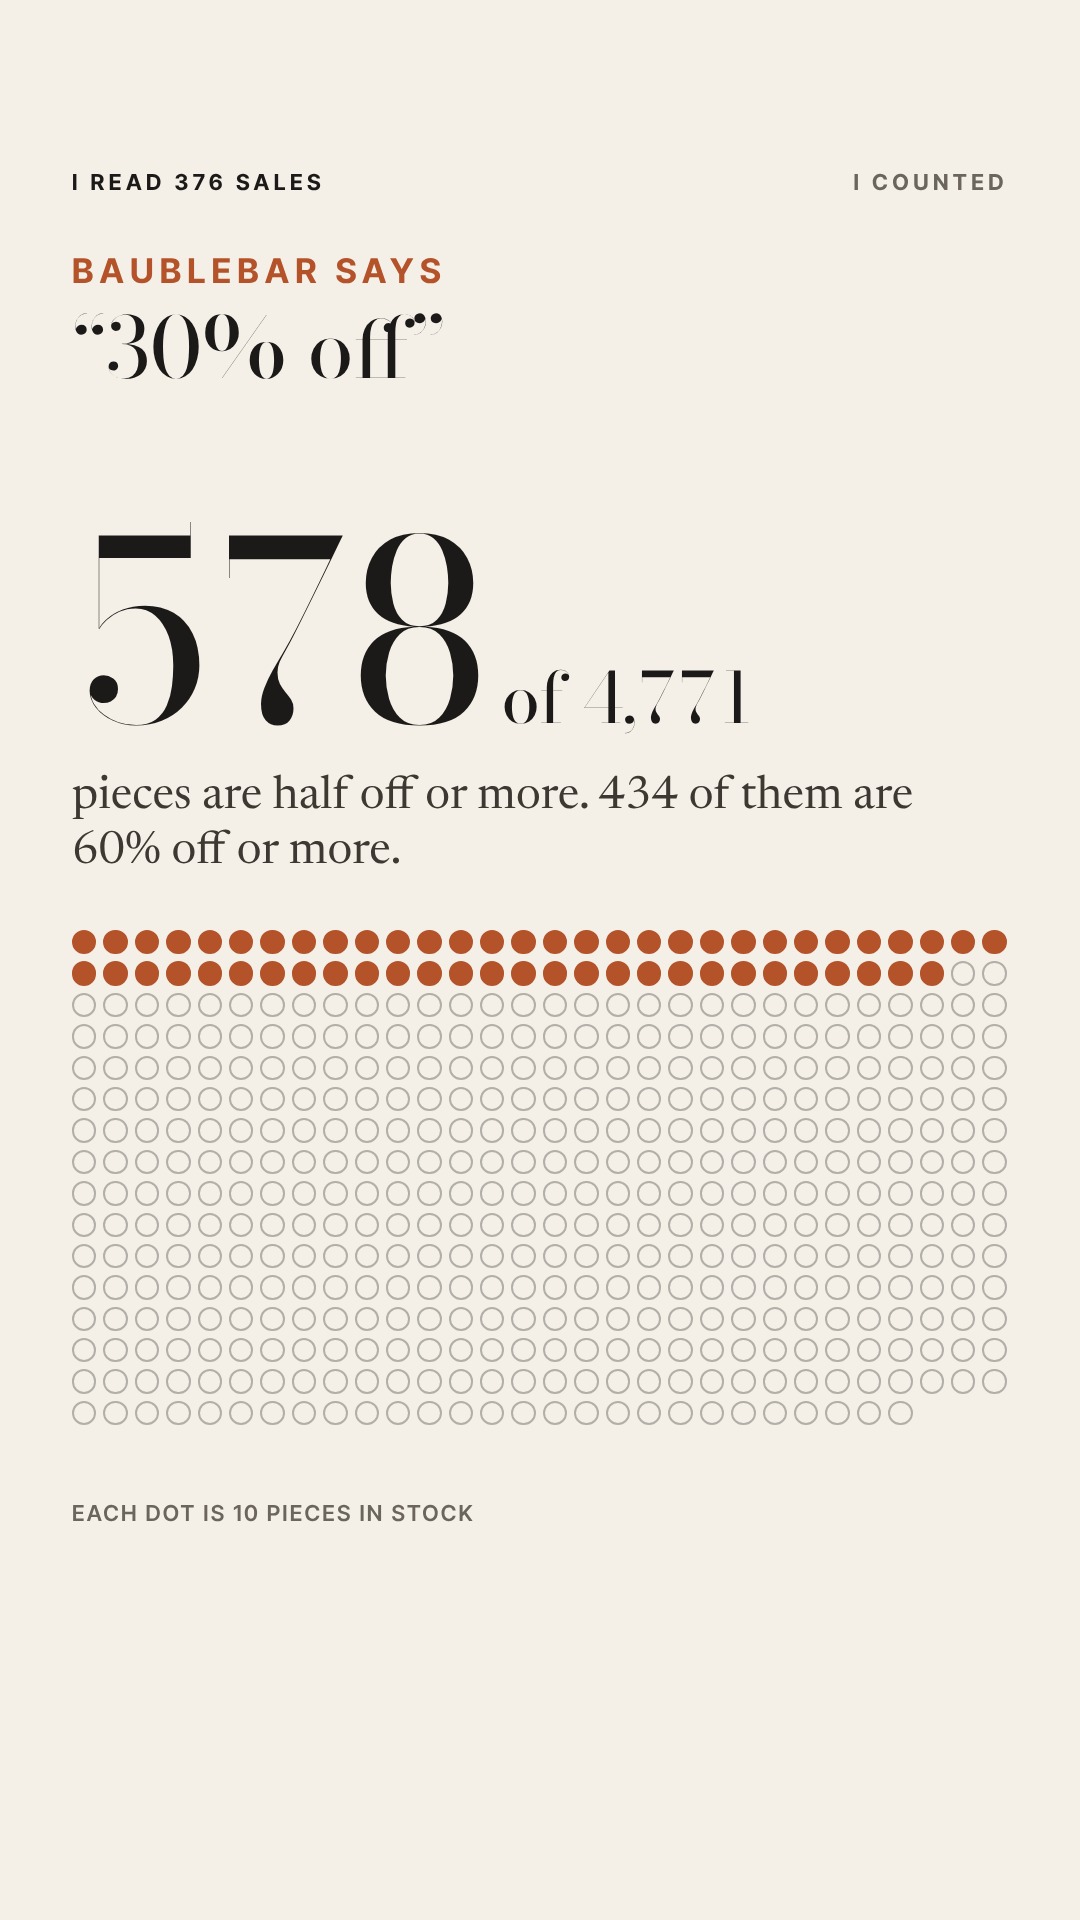 I READ 376 SALES
I COUNTED
BAUBLEBAR SAYS
“30% off”
578 of 4,771
pieces are half off or more. 434 of them are
60% off or more.
EACH DOT IS 10 PIECES IN STOCK